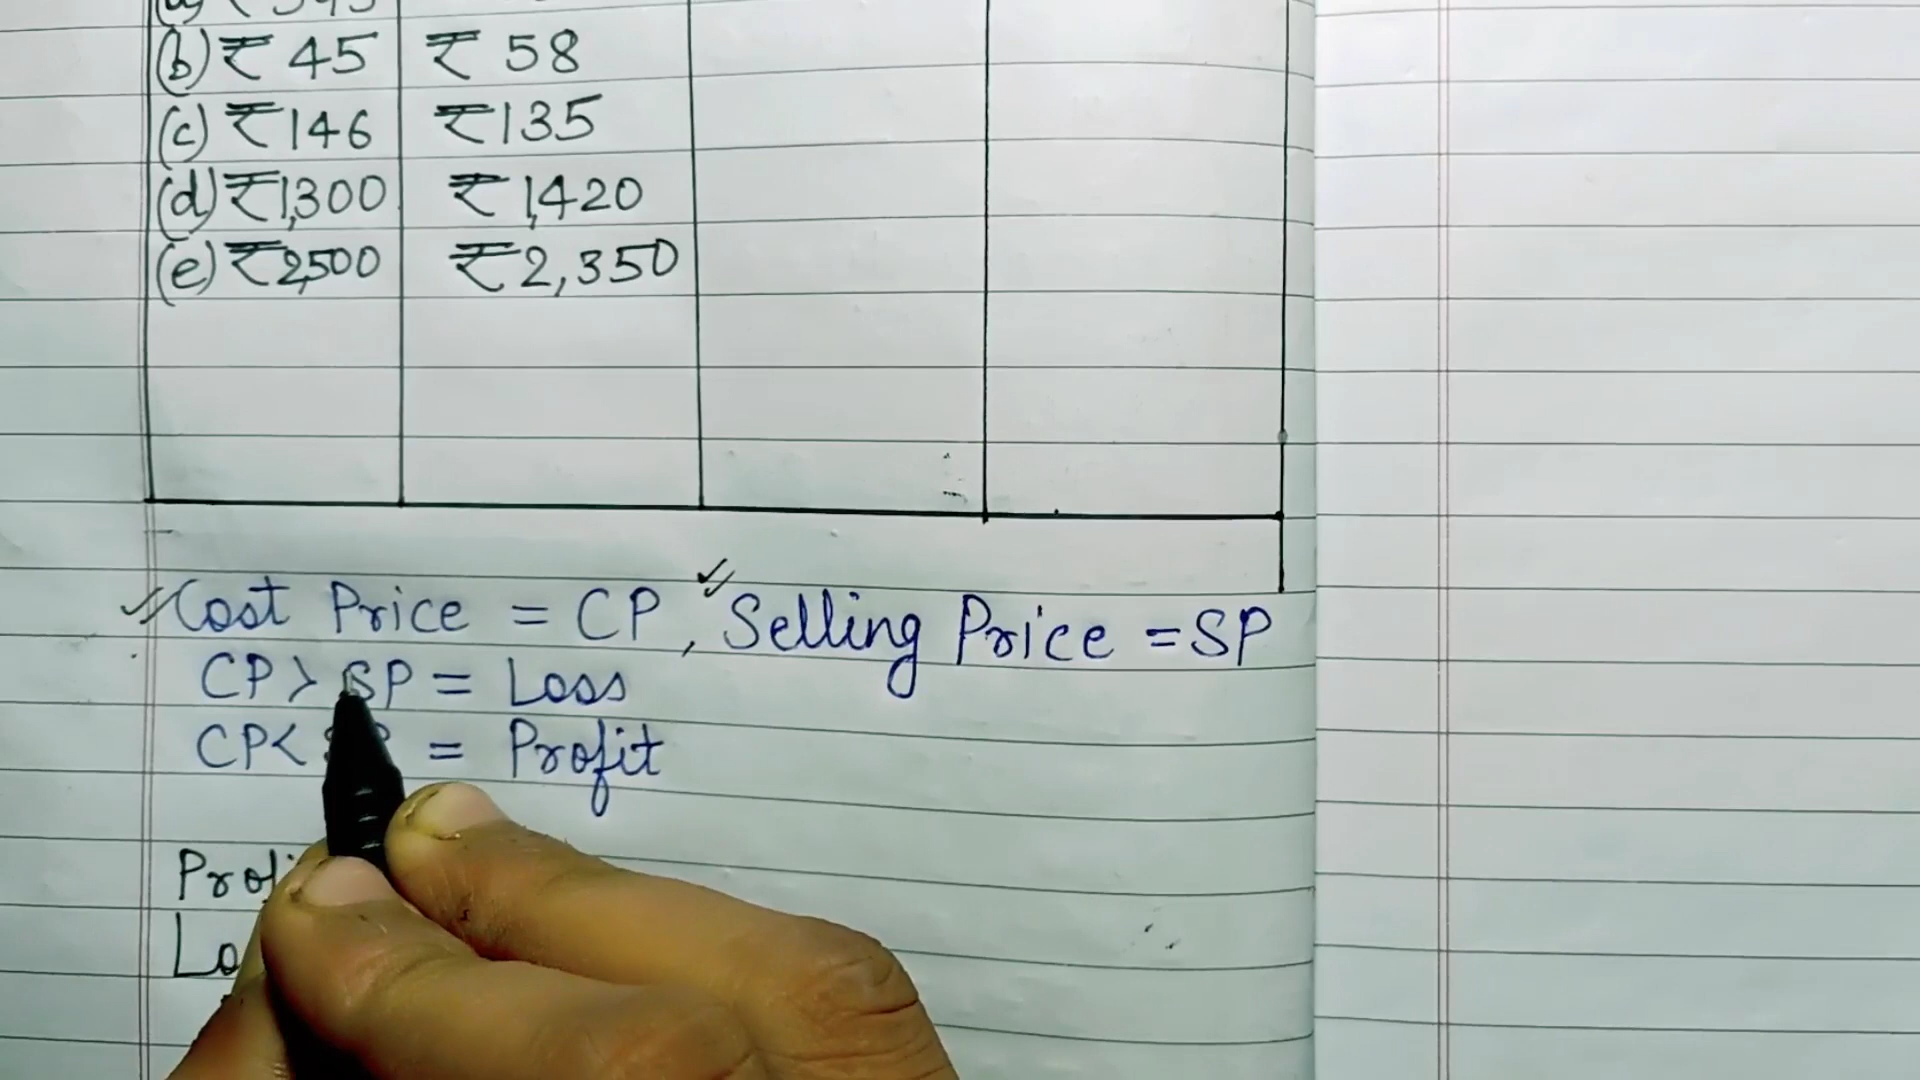 (b) ₹ 45 ₹ 58
(c) ₹146 ₹135
(d) ₹1,300 ₹1,420
(e) ₹2,500 ₹2,350
Cost Price = CP, Selling Price = SP
CP > SP = Loss
CP < = Profit